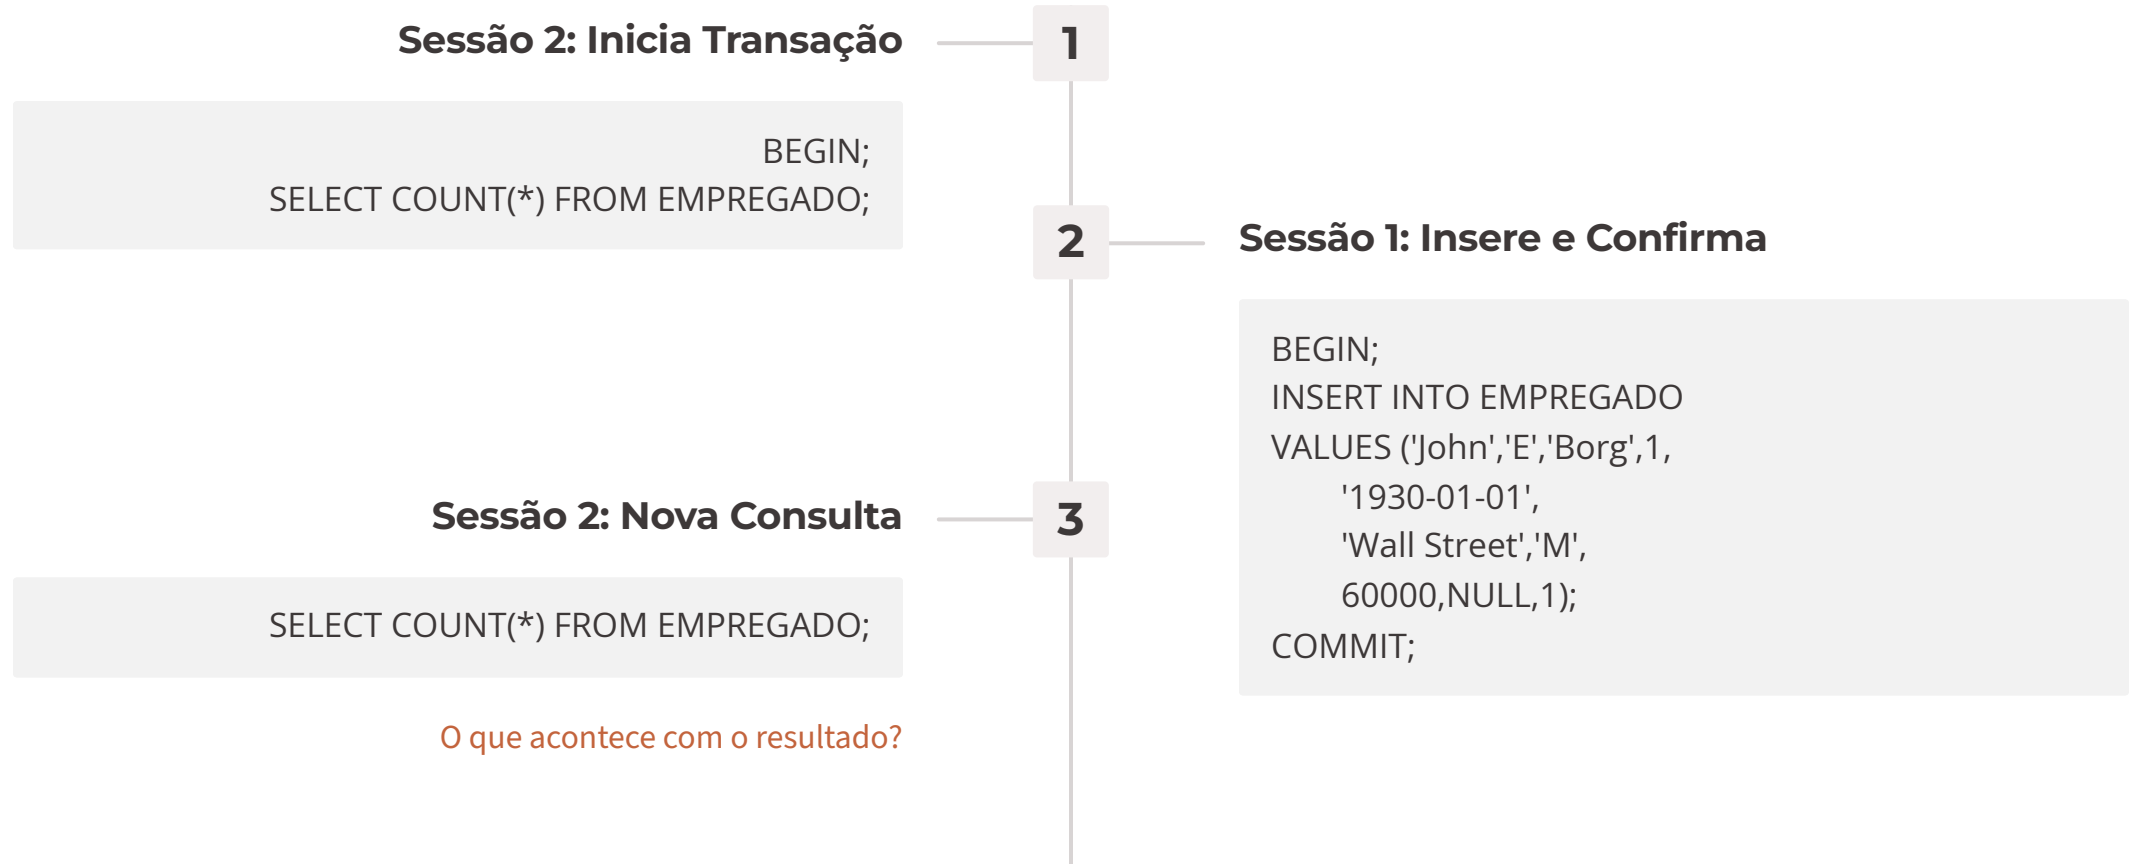 Sessão 2: Inicia Transação
1
BEGIN;
SELECT COUNT(*) FROM EMPREGADO;
2
Sessão 1: Insere e Confirma
BEGIN;
INSERT INTO EMPREGADO
VALUES ('John','E','Borg',1,
'1930-01-01',
'Wall Street','M',
60000,NULL,1);
COMMIT;
Sessão 2: Nova Consulta
3
SELECT COUNT(*) FROM EMPREGADO;
O que acontece com o resultado?